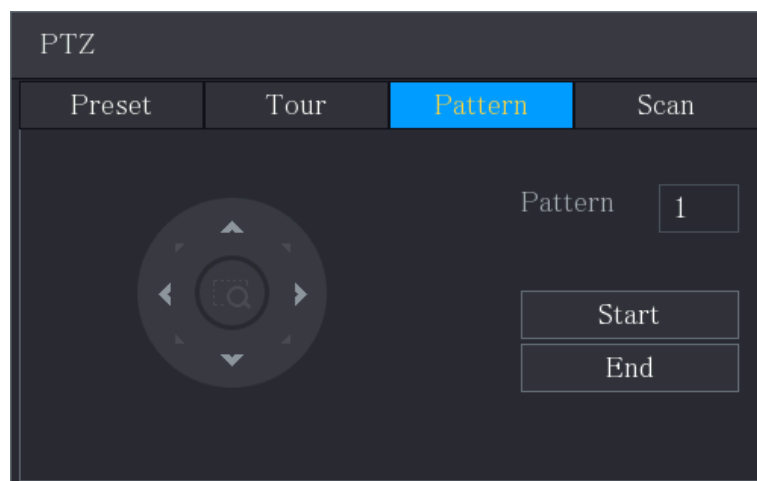 PTZ
Preset Tour Pattern Scan
Pattern 1
Start
End